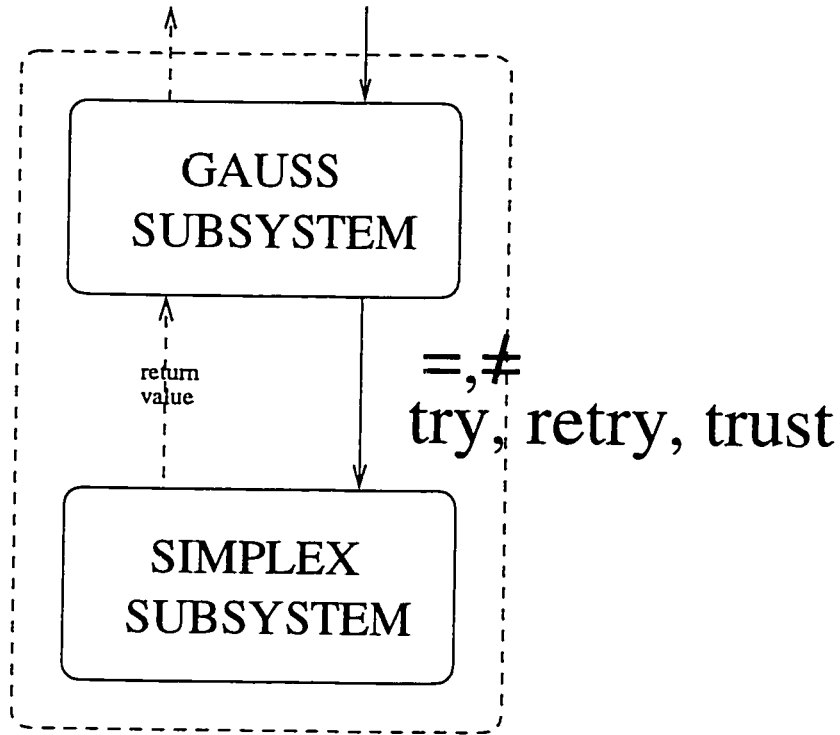 GAUSS
SUBSYSTEM
=,≠
return
value
try, retry, trust
SIMPLEX
SUBSYSTEM